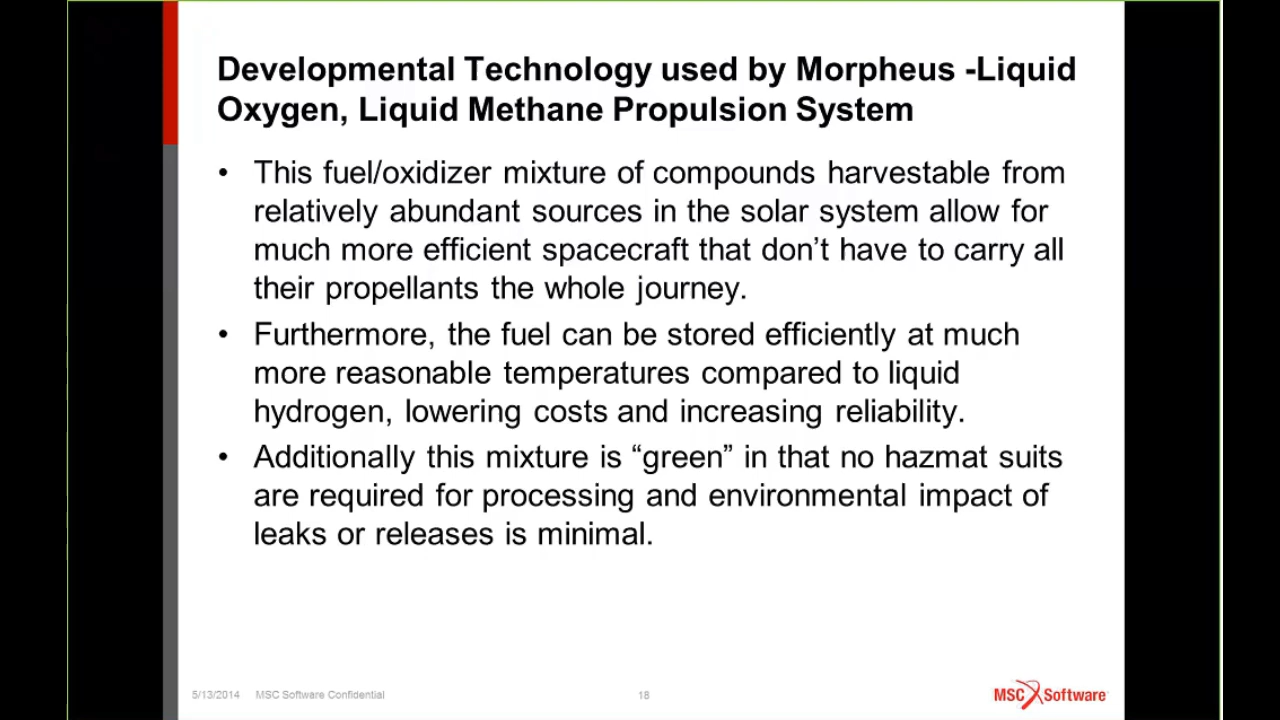 Developmental Technology used by Morpheus -Liquid
Oxygen, Liquid Methane Propulsion System
• This fuel/oxidizer mixture of compounds harvestable from
relatively abundant sources in the solar system allow for
much more efficient spacecraft that don’t have to carry all
their propellants the whole journey.
• Furthermore, the fuel can be stored efficiently at much
more reasonable temperatures compared to liquid
hydrogen, lowering costs and increasing reliability.
• Additionally this mixture is “green” in that no hazmat suits
are required for processing and environmental impact of
leaks or releases is minimal.
5/13/2014 MSC Software Confidential 18 MSC Software